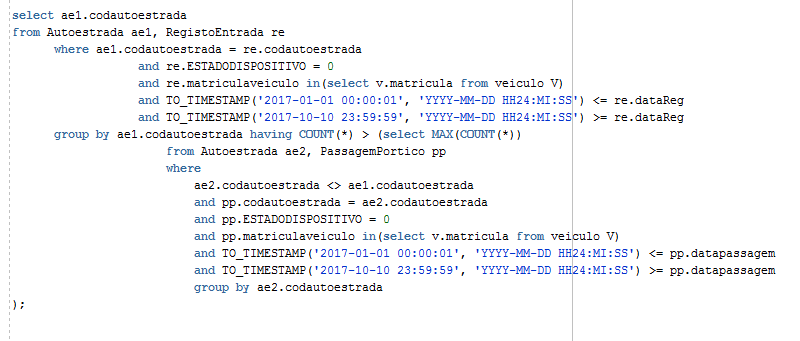 select ae1.codautoestrada
from Autoestrada ae1, RegistoEntrada re
where ae1.codautoestrada = re.codautoestrada
and re.ESTADODISPOSITIVO = 0
and re.matriculaveiculo in(select v.matricula from veiculo V)
and TO_TIMESTAMP('2017-01-01 00:00:01', 'YYYY-MM-DD HH24:MI:SS') <= re.dataReg
and TO_TIMESTAMP('2017-10-10 23:59:59', 'YYYY-MM-DD HH24:MI:SS') >= re.dataReg
group by ae1.codautoestrada having COUNT(*) > (select MAX(COUNT(*))
from Autoestrada ae2, PassagemPortico pp
where
ae2.codautoestrada <> ae1.codautoestrada
and pp.codautoestrada = ae2.codautoestrada
and pp.ESTADODISPOSITIVO = 0
and pp.matriculaveiculo in(select v.matricula from veiculo V)
and TO_TIMESTAMP('2017-01-01 00:00:01', 'YYYY-MM-DD HH24:MI:SS') <= pp.datapassagem
and TO_TIMESTAMP('2017-10-10 23:59:59', 'YYYY-MM-DD HH24:MI:SS') >= pp.datapassagem
group by ae2.codautoestrada
);